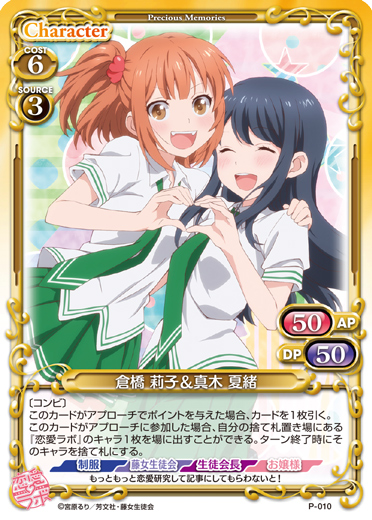 Precious Memories
Character
COST
6
SOURCE
3
50 AP
DP 50
倉橋 莉子&真木 夏緒
[コンビ]
このカードがアプローチでポイントを与えた場合、カードを1枚引く。
このカードがアプローチに参加した場合、自分の捨て札置き場にある
『恋愛ラボ』のキャラ1枚を場に出すことができる。ターン終了時にそ
のキャラを捨て札にする。
制服 藤女生徒会 生徒会長 お嬢様
もっともっと恋愛研究して記事にしてもらわないと!
恋愛ラボ
©宮原るり/芳文社・藤女生徒会
P-010